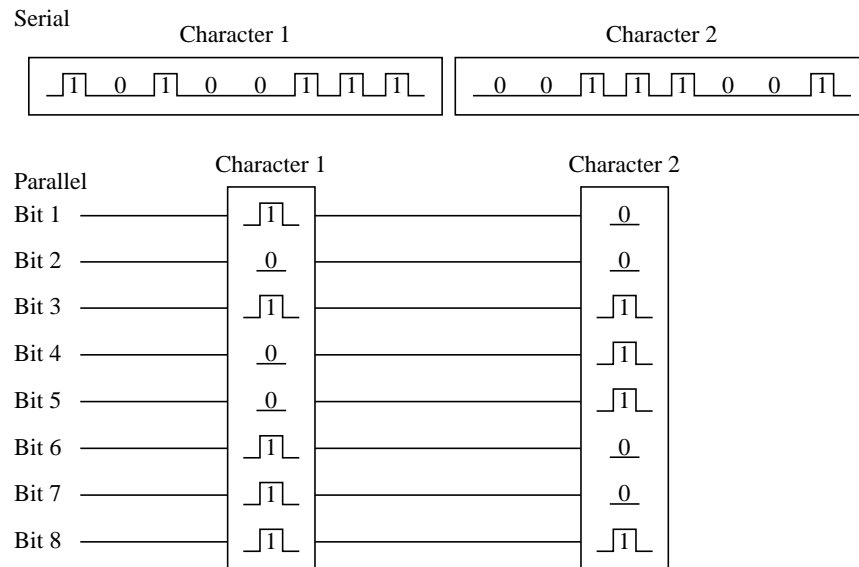 Serial
Character 1 Character 2
1 0 1 0 0 1 1 1 0 0 1 1 1 0 0 1
Character 1 Character 2
Parallel
Bit 1 1 0
Bit 2 0 0
Bit 3 1 1
Bit 4 0 1
Bit 5 0 1
Bit 6 1 0
Bit 7 1 0
Bit 8 1 1